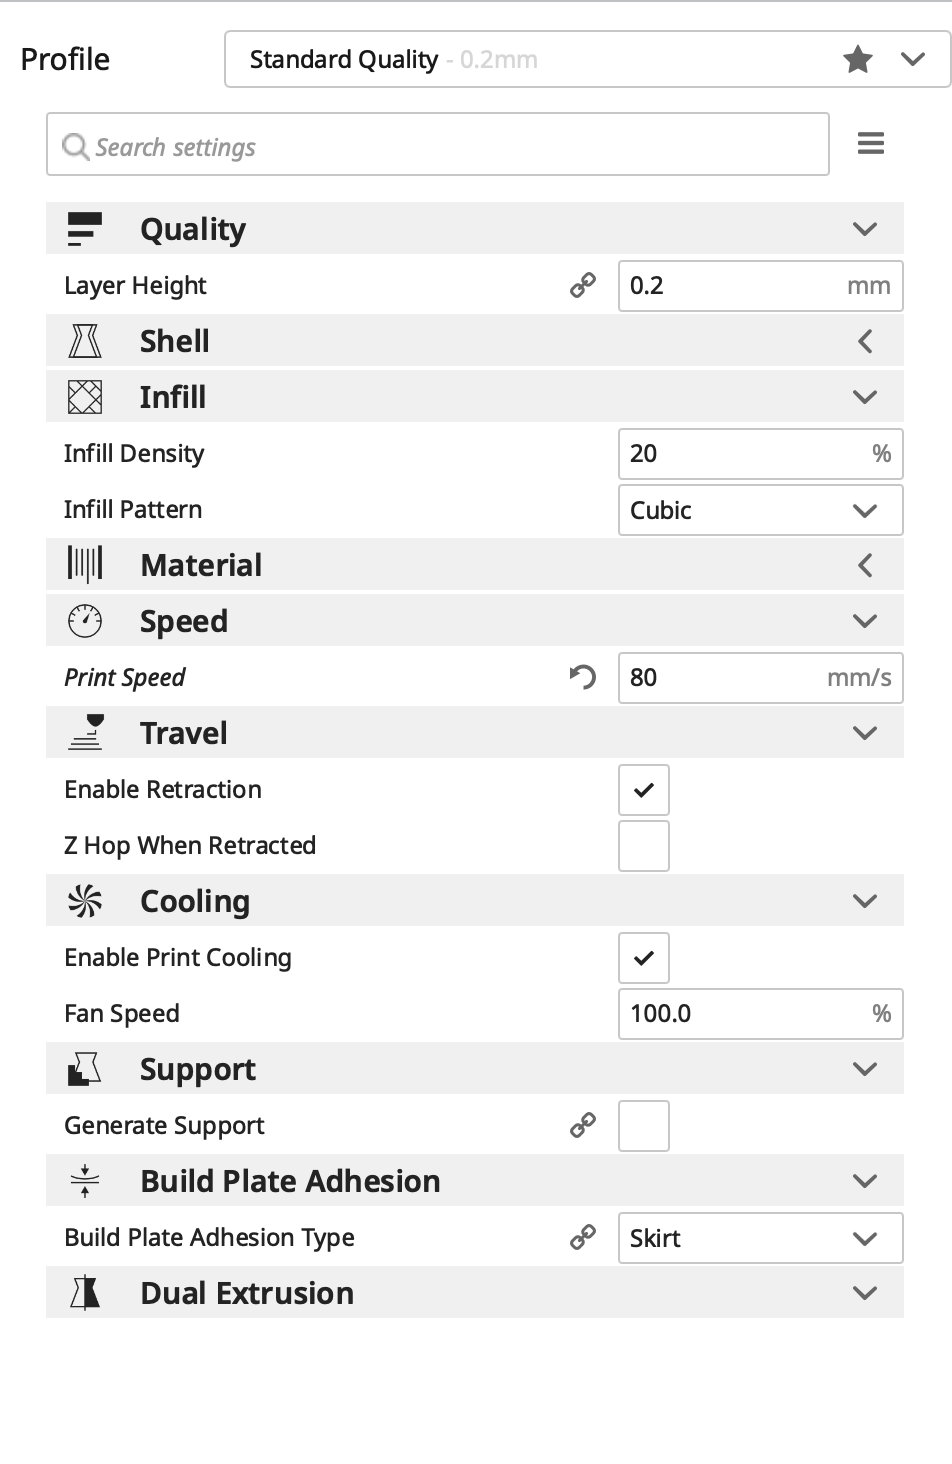 Profile
Standard Quality - 0.2mm
Search settings
Quality
Layer Height 0.2 mm
Shell
Infill
Infill Density 20 %
Infill Pattern Cubic
Material
Speed
Print Speed 80 mm/s
Travel
Enable Retraction
Z Hop When Retracted
Cooling
Enable Print Cooling
Fan Speed 100.0 %
Support
Generate Support
Build Plate Adhesion
Build Plate Adhesion Type Skirt
Dual Extrusion